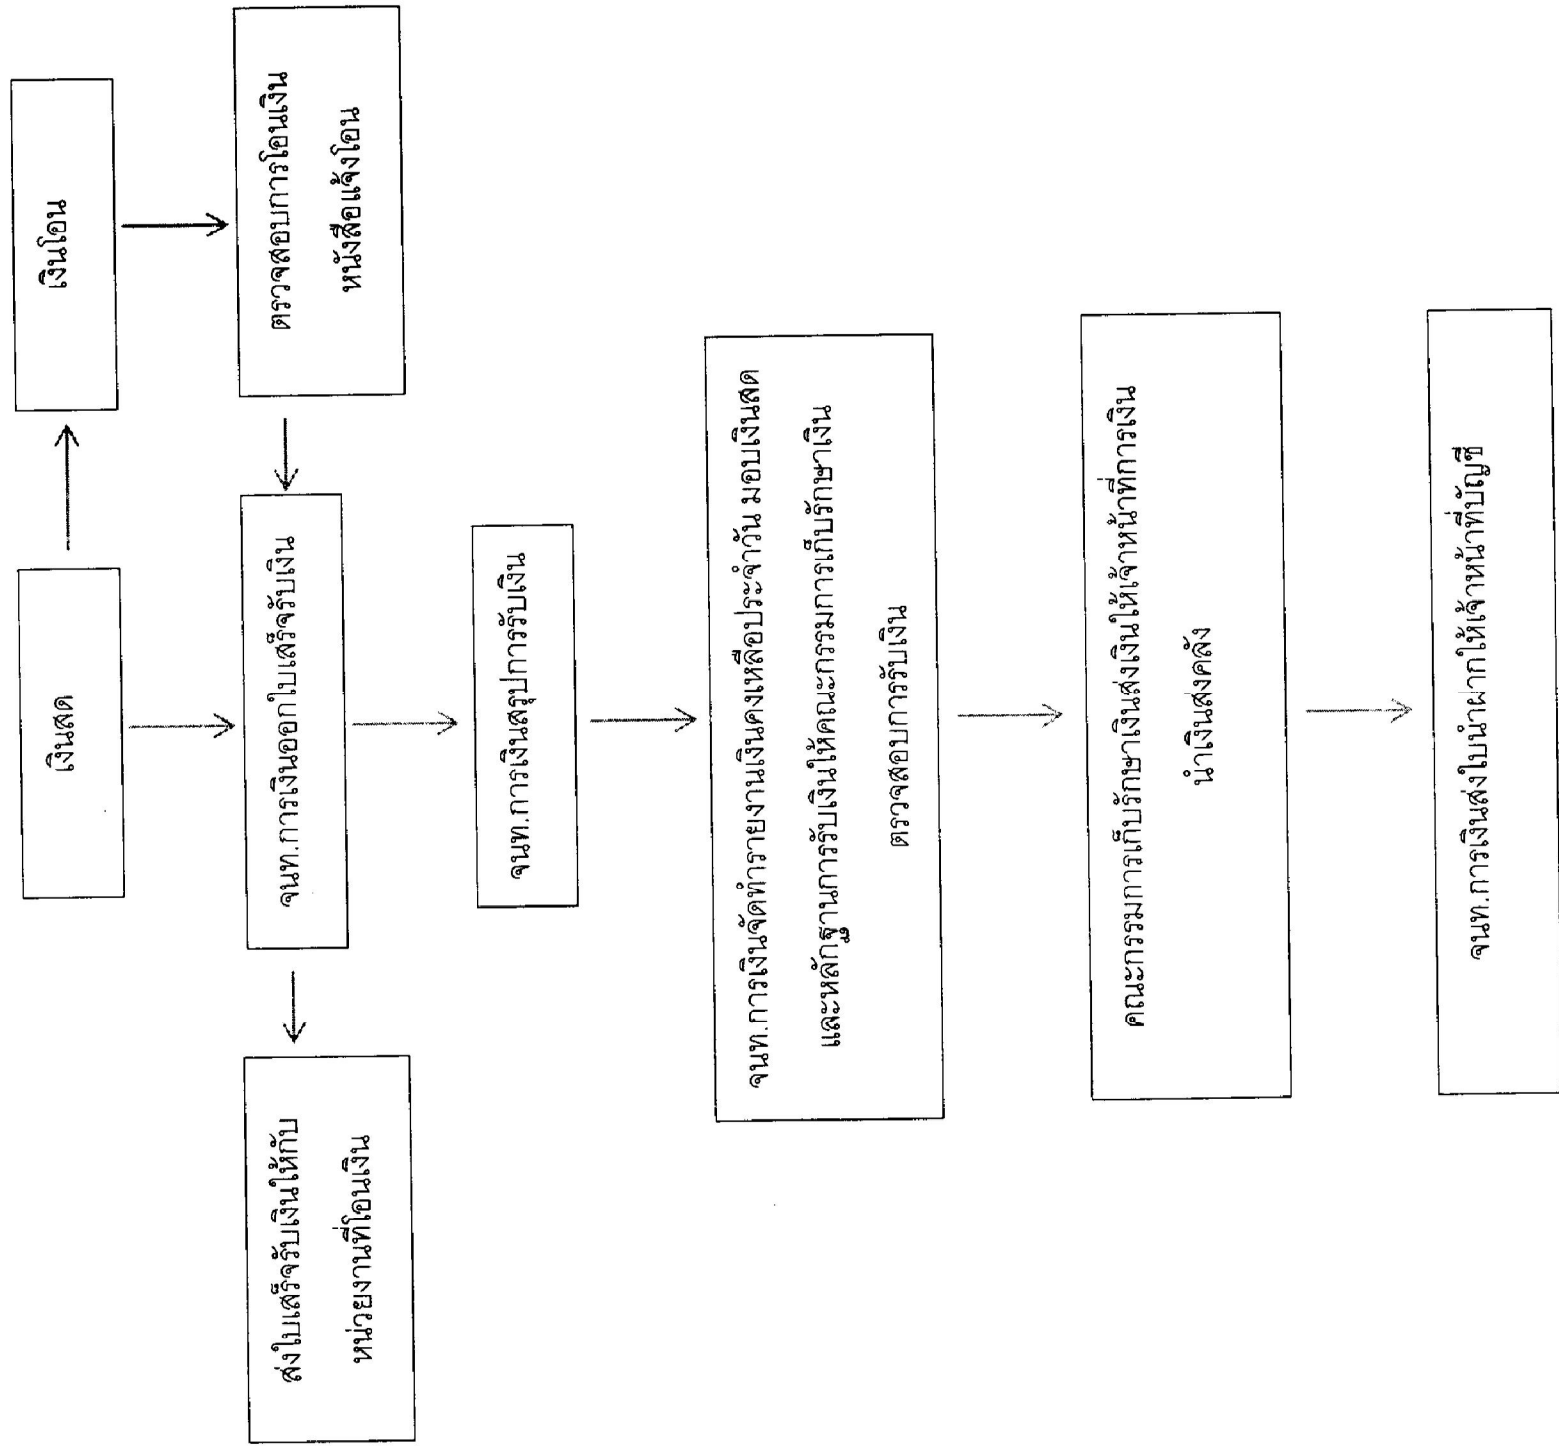 เงินสด
เงินโอน
ส่งใบเสร็จรับเงินให้กับ
หน่วยงานที่โอนเงิน
จนท.การเงินออกใบเสร็จรับเงิน
ตรวจสอบการโอนเงิน
หนังสือแจ้งโอน
จนท.การเงินสรุปการรับเงิน
จนท.การเงินจัดทำรายงานเงินคงเหลือประจำวัน มอบเงินสด
และหลักฐานการรับเงินให้คณะกรรมการเก็บรักษาเงิน
ตรวจสอบการรับเงิน
คณะกรรมการเก็บรักษาเงินส่งเงินให้เจ้าหน้าที่การเงิน
นำเงินส่งคลัง
จนท.การเงินส่งใบนำฝากให้เจ้าหน้าที่บัญชี